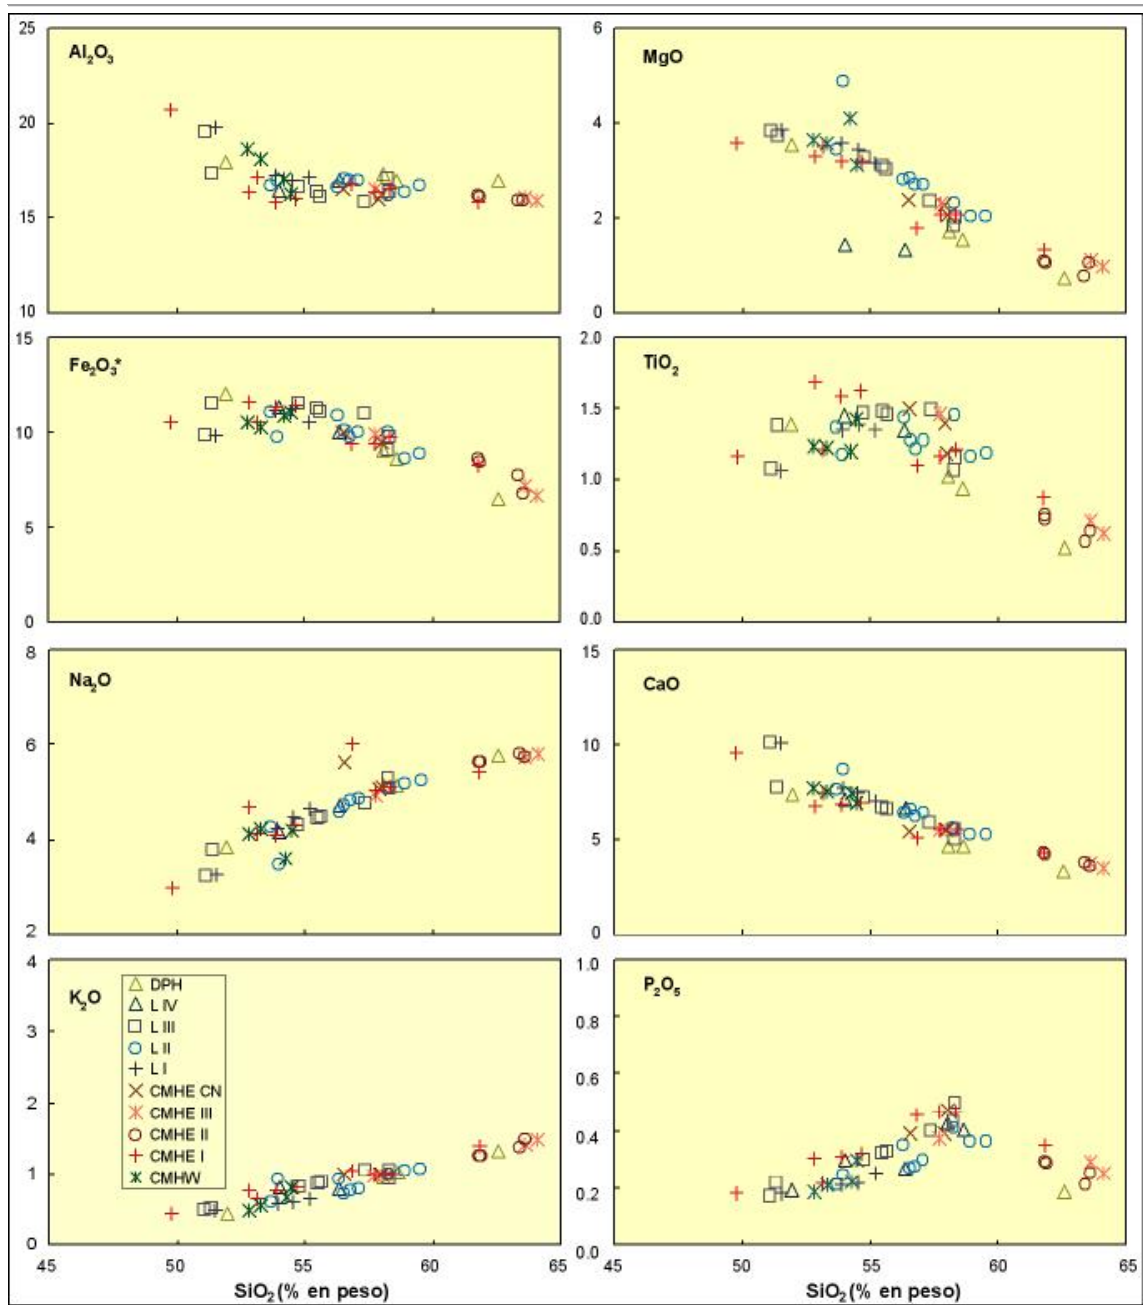 Al₂O₃
25
20
15
10
MgO
6
4
2
0
Fe₂O₃*
15
10
5
0
TiO₂
2.0
1.5
1.0
0.5
0.0
Na₂O
8
6
4
2
CaO
15
10
5
0
K₂O
4
3
2
1
0
DPH
L IV
L III
L II
L I
CMHE CN
CMHE III
CMHE II
CMHE I
CMHW
P₂O₅
1.0
0.8
0.6
0.4
0.2
0.0
45 50 55 60 65
SiO₂ (% en peso)
45 50 55 60 65
SiO₂ (% en peso)